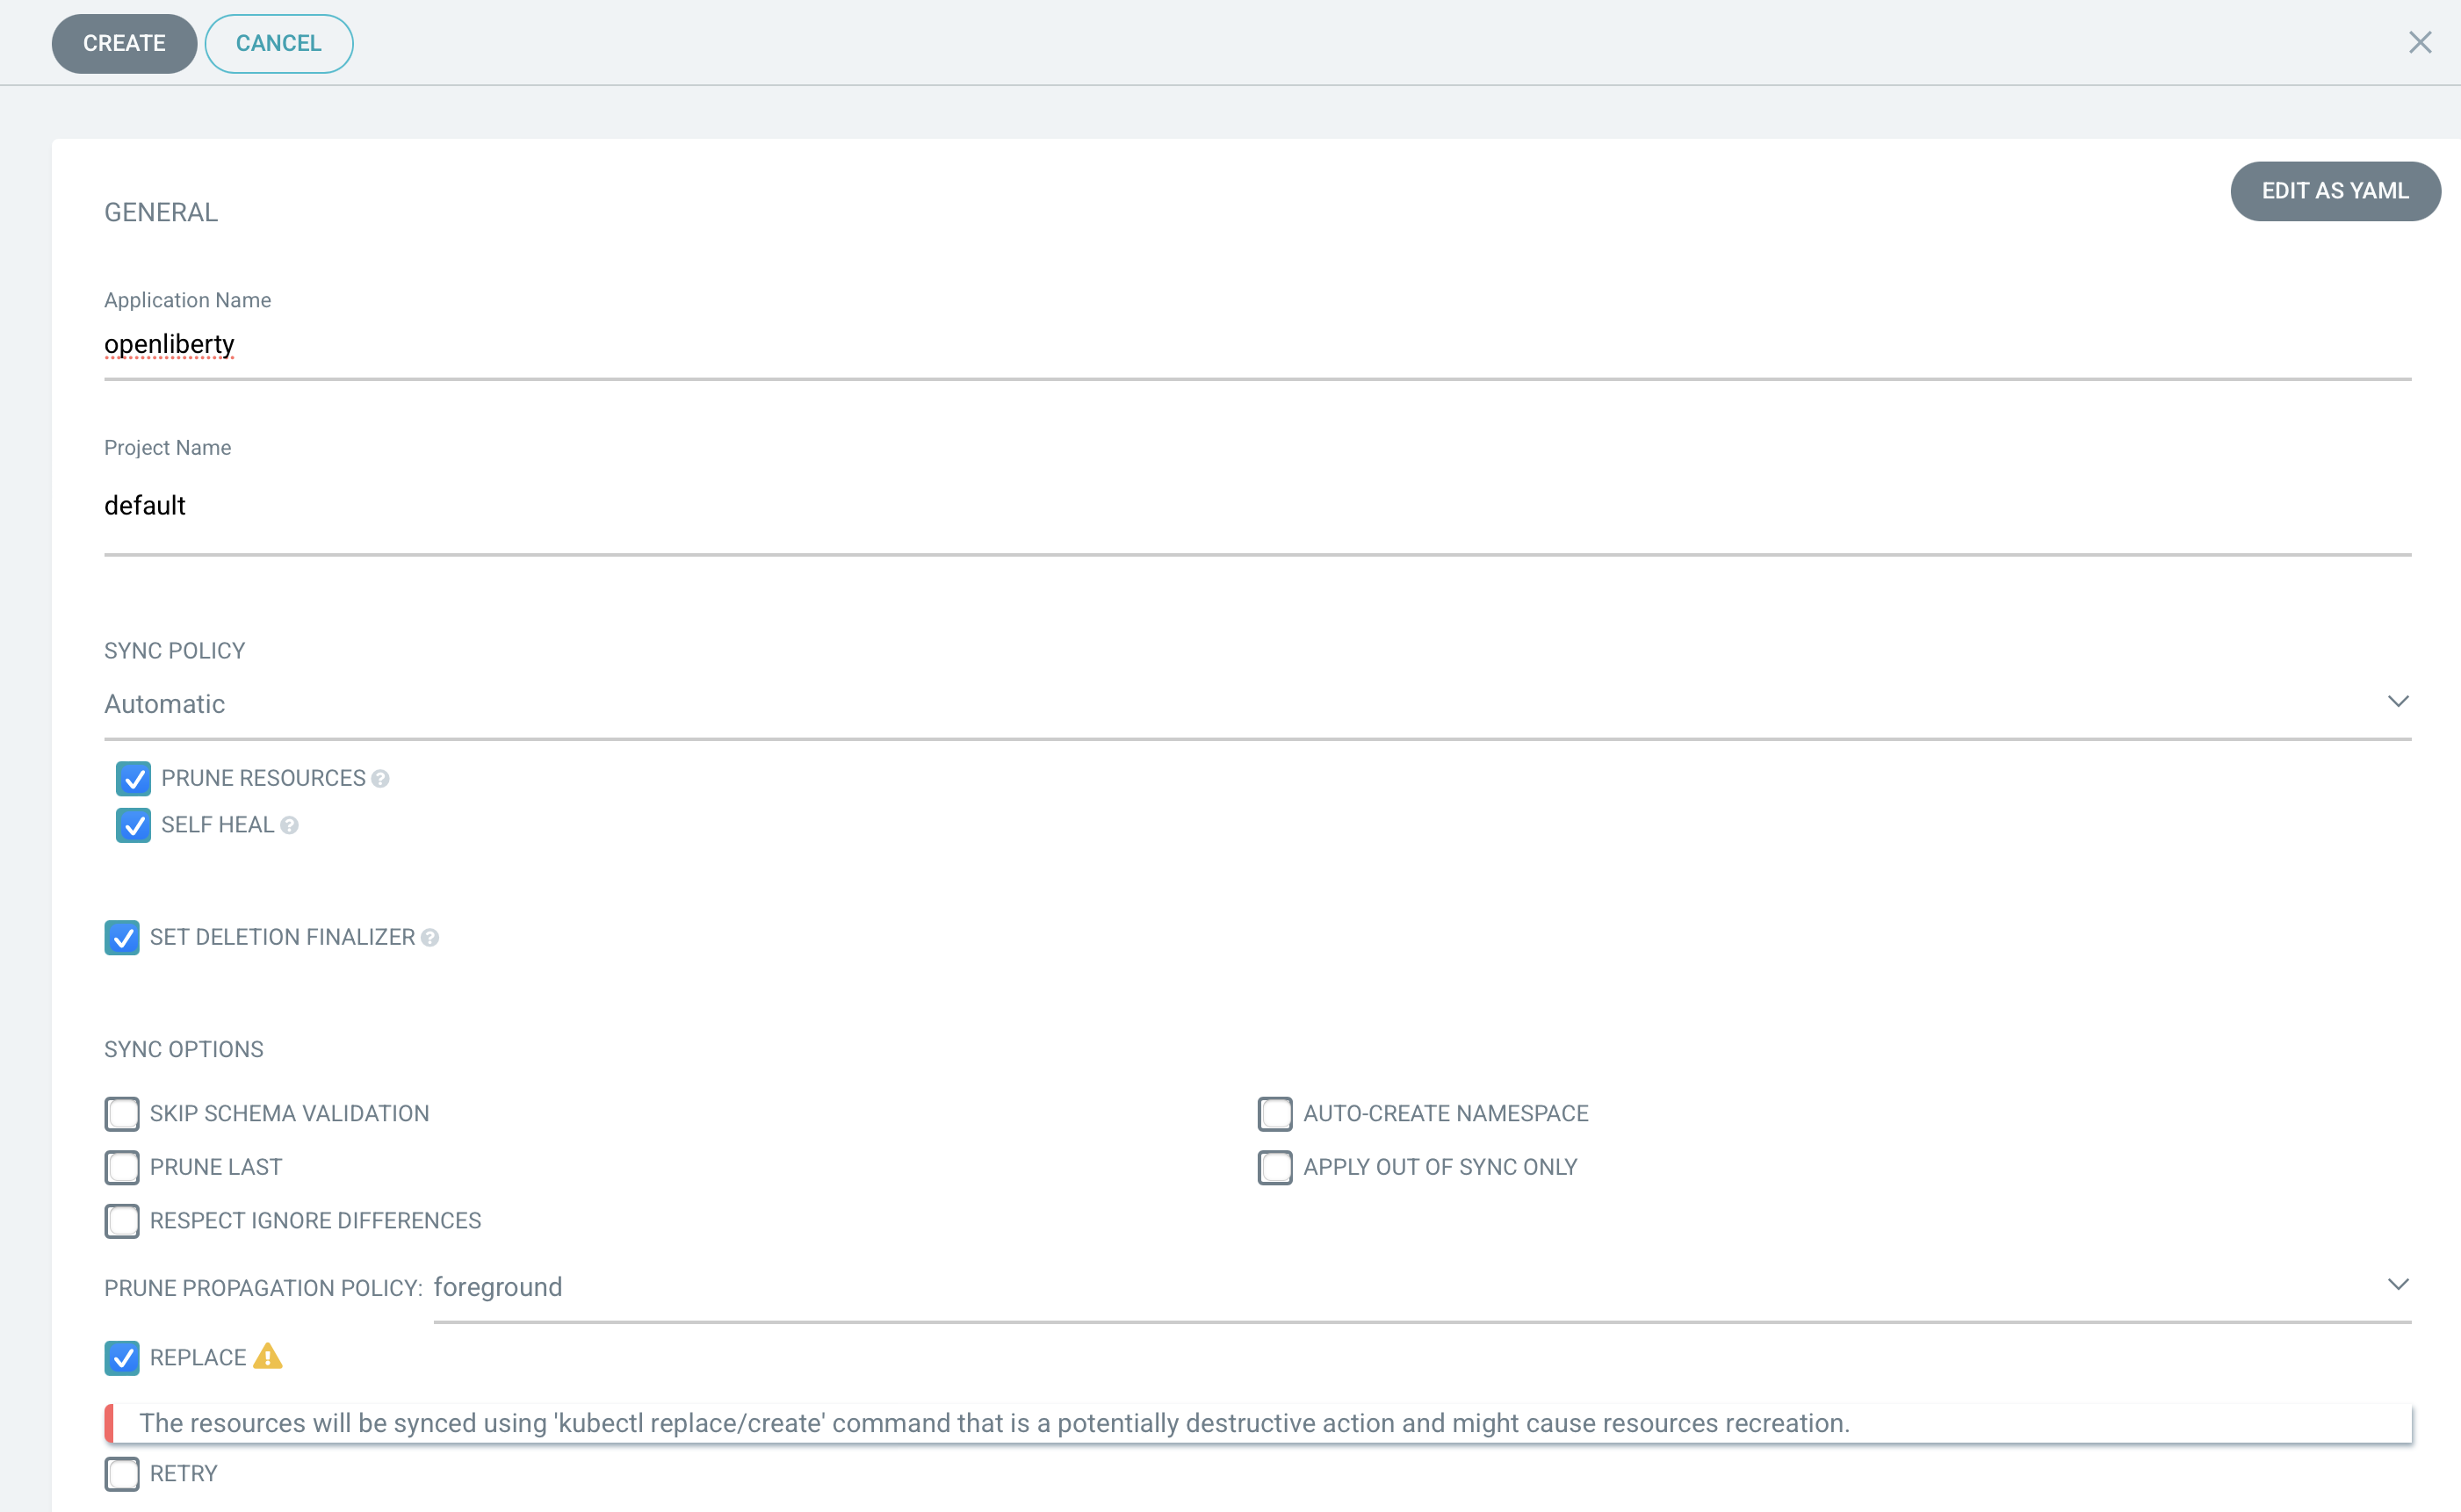 CREATE CANCEL
EDIT AS YAML
GENERAL
Application Name
openliberty
Project Name
default
SYNC POLICY
Automatic
PRUNE RESOURCES ?
SELF HEAL ?
SET DELETION FINALIZER ?
SYNC OPTIONS
SKIP SCHEMA VALIDATION AUTO-CREATE NAMESPACE
PRUNE LAST APPLY OUT OF SYNC ONLY
RESPECT IGNORE DIFFERENCES
PRUNE PROPAGATION POLICY: foreground
REPLACE
The resources will be synced using 'kubectl replace/create' command that is a potentially destructive action and might cause resources recreation.
RETRY